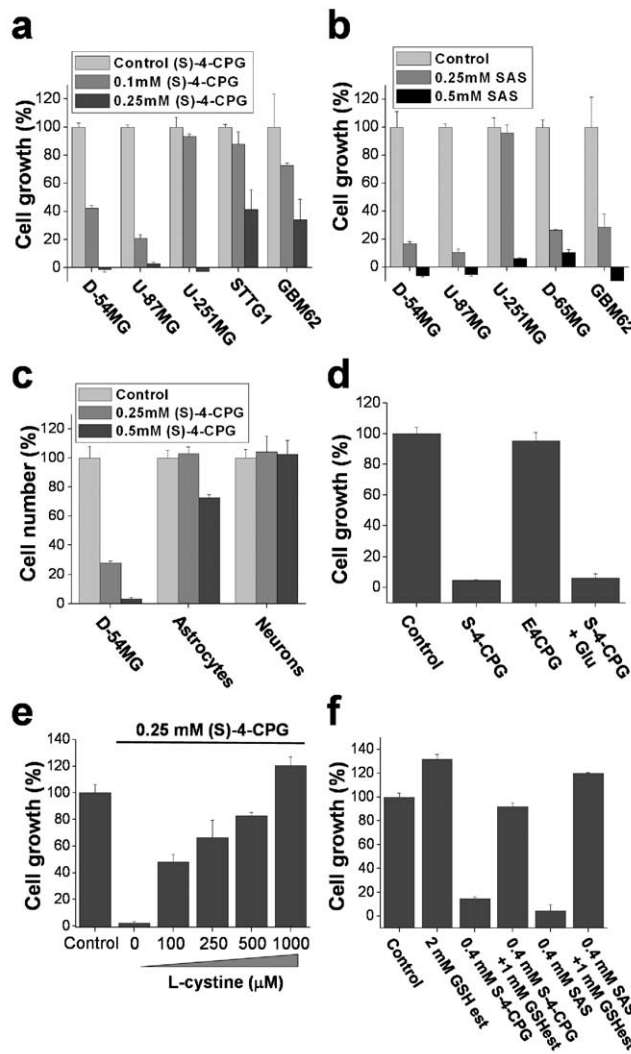 a
Control (S)-4-CPG
0.1mM (S)-4-CPG
0.25mM (S)-4-CPG
Cell growth (%)
120
100
80
60
40
20
0
D-54MG
U-87MG
U-251MG
STTG1
GBM62
b
Control
0.25mM SAS
0.5mM SAS
Cell growth (%)
120
100
80
60
40
20
0
D-54MG
U-87MG
U-251MG
D-65MG
GBM62
c
Control
0.25mM (S)-4-CPG
0.5mM (S)-4-CPG
Cell number (%)
120
100
80
60
40
20
0
D-54MG
Astrocytes
Neurons
d
Cell growth (%)
120
100
80
60
40
20
0
Control
S-4-CPG
E4CPG
S-4-CPG
+ Glu
e
0.25 mM (S)-4-CPG
Cell growth (%)
140
120
100
80
60
40
20
0
Control 0 100 250 500 1000
L-cystine (μM)
f
Cell growth (%)
120
100
80
60
40
20
0
Control
2 mM GSH est
0.4 mM S-4-CPG
0.4 mM S-4-CPG
+1 mM GSHest
0.4 mM SAS
0.4 mM SAS
+1 mM GSHest